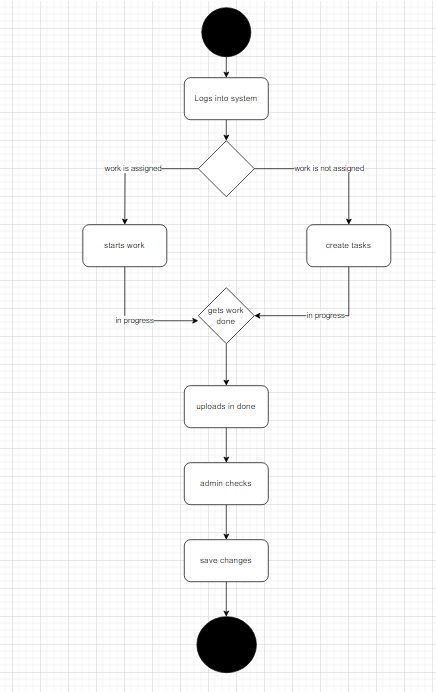 Logs into system
work is assigned
work is not assigned
starts work
create tasks
gets work
done
in progress
in progress
uploads in done
admin checks
save changes